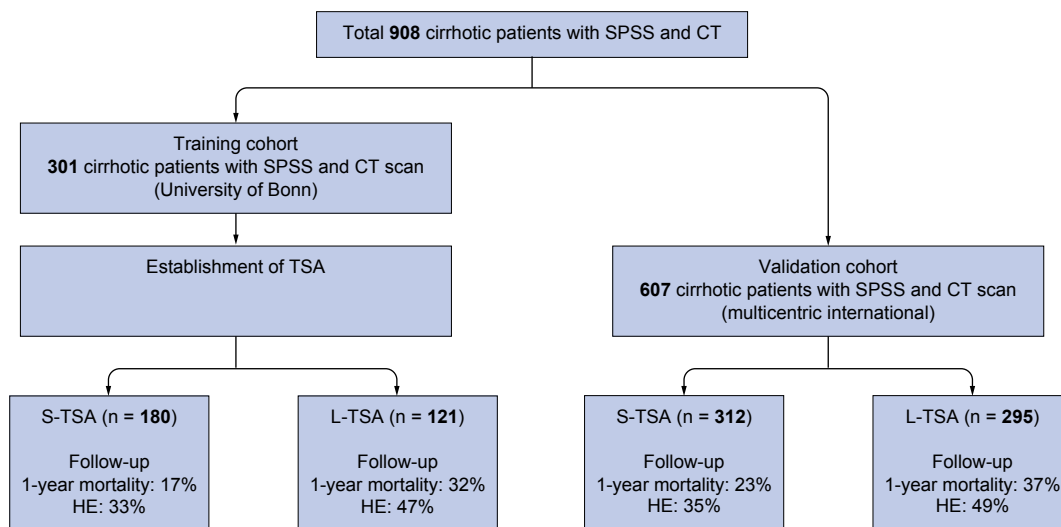 Total 908 cirrhotic patients with SPSS and CT
Training cohort
301 cirrhotic patients with SPSS and CT scan
(University of Bonn)
Establishment of TSA
Validation cohort
607 cirrhotic patients with SPSS and CT scan
(multicentric international)
S-TSA (n = 180)
Follow-up
1-year mortality: 17%
HE: 33%
L-TSA (n = 121)
Follow-up
1-year mortality: 32%
HE: 47%
S-TSA (n = 312)
Follow-up
1-year mortality: 23%
HE: 35%
L-TSA (n = 295)
Follow-up
1-year mortality: 37%
HE: 49%